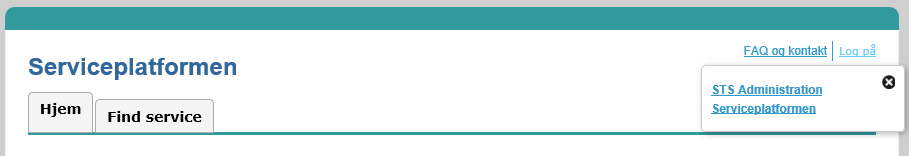 FAQ og kontakt Log på
Serviceplatformen
STS Administration
Serviceplatformen
Hjem Find service